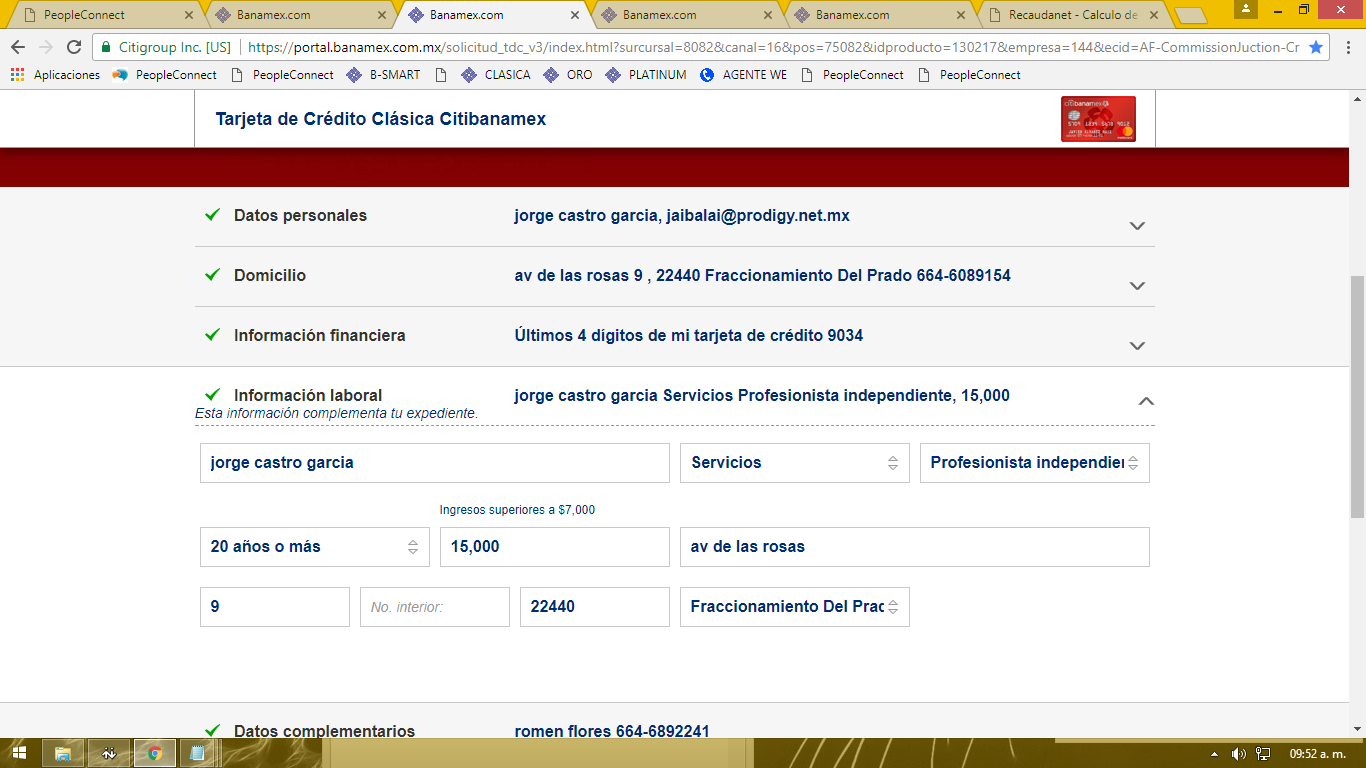 PeopleConnect Banamex.com Banamex.com Banamex.com Banamex.com Recaudanet - Calculo de
Citigroup Inc. [US] https://portal.banamex.com.mx/solicitud_tdc_v3/index.html?surcursal=8082&canal=16&pos=75082&idproducto=130217&empresa=144&ecid=AF-CommissionJuction-Cr
Aplicaciones PeopleConnect PeopleConnect B-SMART CLASICA ORO PLATINUM AGENTE WE PeopleConnect PeopleConnect
Tarjeta de Crédito Clásica Citibanamex
citibanamex
Datos personales jorge castro garcia, jaibalai@prodigy.net.mx
Domicilio av de las rosas 9 , 22440 Fraccionamiento Del Prado 664-6089154
Información financiera Últimos 4 dígitos de mi tarjeta de crédito 9034
Información laboral jorge castro garcia Servicios Profesionista independiente, 15,000
Esta información complementa tu expediente.
jorge castro garcia Servicios Profesionista independien
Ingresos superiores a $7,000
20 años o más 15,000 av de las rosas
9 No. interior: 22440 Fraccionamiento Del Prad
Datos complementarios romen flores 664-6892241
09:52 a. m.